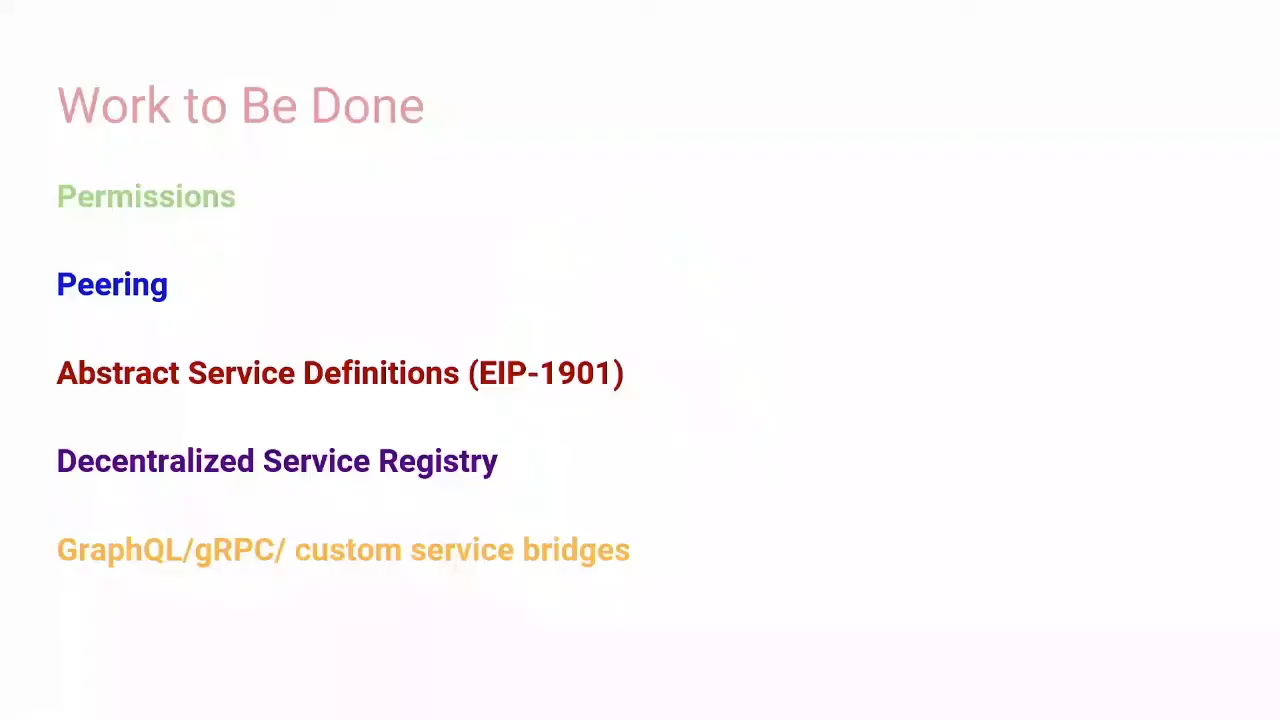 Work to Be Done
Permissions
Peering
Abstract Service Definitions (EIP-1901)
Decentralized Service Registry
GraphQL/gRPC/ custom service bridges